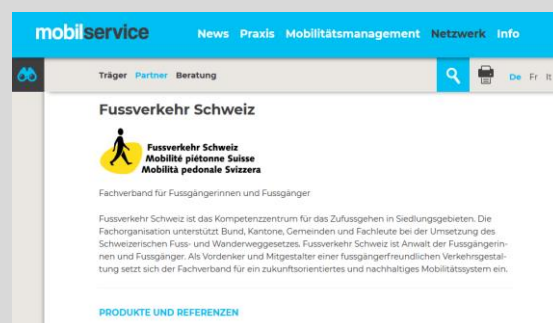 mobilservice
News Praxis Mobilitätsmanagement Netzwerk Info
Träger Partner Beratung
De Fr It
Fussverkehr Schweiz
Fussverkehr Schweiz
Mobilité piétonne Suisse
Mobilità pedonale Svizzera
Fachverband für Fussgängerinnen und Fussgänger
Fussverkehr Schweiz ist das Kompetenzzentrum für das Zufussgehen in Siedlungsgebieten. Die
Fachorganisation unterstützt Bund, Kantone, Gemeinden und Fachleute bei der Umsetzung des
Schweizerischen Fuss- und Wanderweggesetzes. Fussverkehr Schweiz ist Anwalt der Fussgängerin-
nen und Fussgänger. Als Vordenker und Mitgestalter einer fussgängerfreundlichen Verkehrsgestal-
tung setzt sich der Fachverband für ein zukunftsorientiertes und nachhaltiges Mobilitätssystem ein.
PRODUKTE UND REFERENZEN